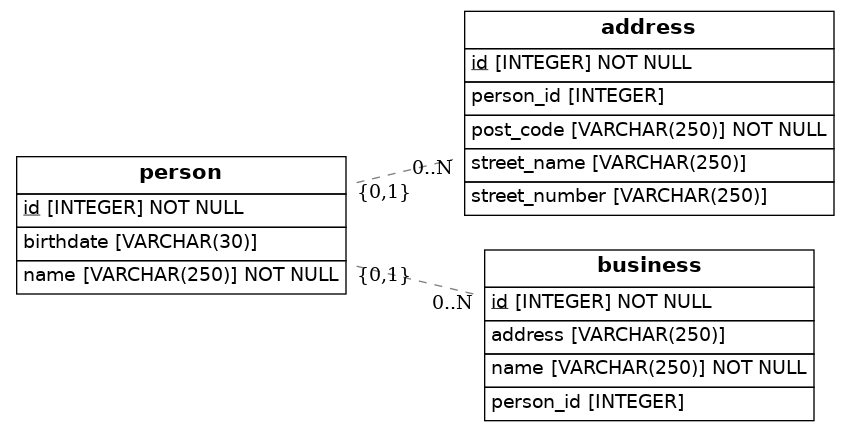 person
id [INTEGER] NOT NULL
birthdate [VARCHAR(30)]
name [VARCHAR(250)] NOT NULL
0..N
{0,1}
{0,1}
0..N
address
id [INTEGER] NOT NULL
person_id [INTEGER]
post_code [VARCHAR(250)] NOT NULL
street_name [VARCHAR(250)]
street_number [VARCHAR(250)]
business
id [INTEGER] NOT NULL
address [VARCHAR(250)]
name [VARCHAR(250)] NOT NULL
person_id [INTEGER]